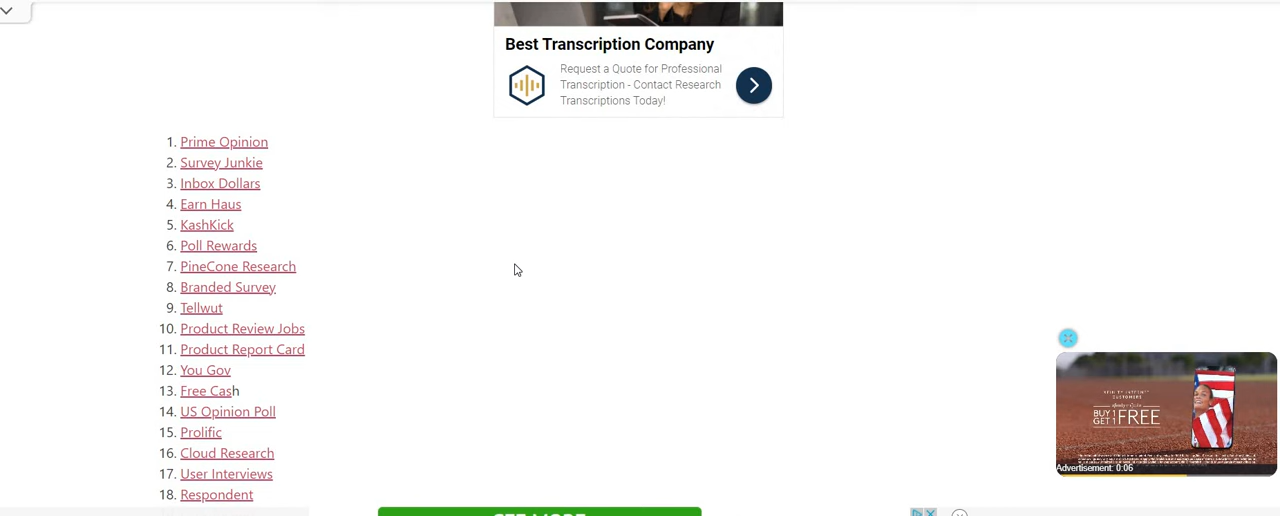 Best Transcription Company
Request a Quote for Professional
Transcription - Contact Research
Transcriptions Today!
1. Prime Opinion
2. Survey Junkie
3. Inbox Dollars
4. Earn Haus
5. KashKick
6. Poll Rewards
7. PineCone Research
8. Branded Survey
9. Tellwut
10. Product Review Jobs
11. Product Report Card
12. You Gov
13. Free Cash
14. US Opinion Poll
15. Prolific
16. Cloud Research
17. User Interviews
18. Respondent
CUSTOMERS
BUY 1
GET 1 FREE
Advertisement: 0:06
GET MORE